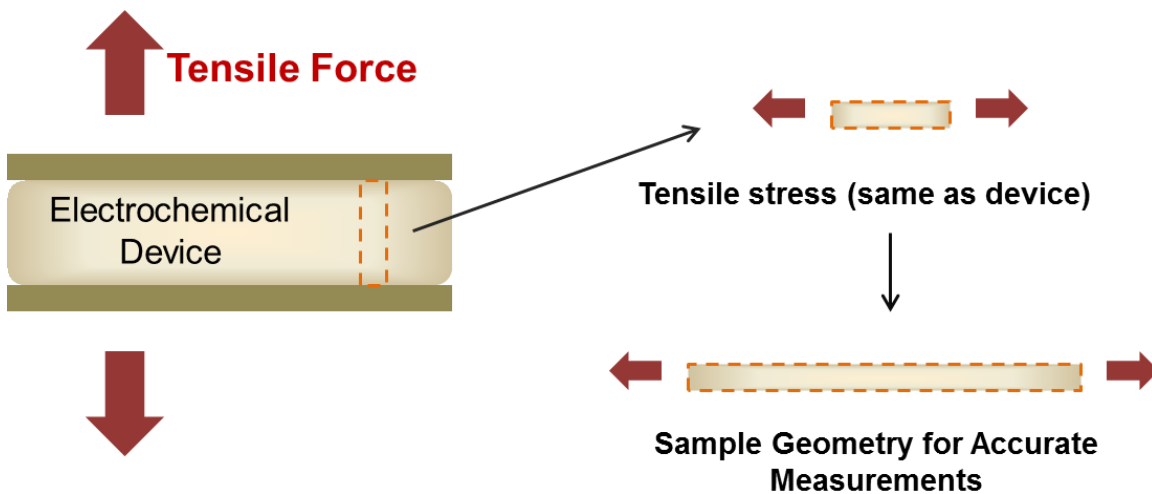 Tensile Force
Electrochemical
Device
Tensile stress (same as device)
Sample Geometry for Accurate
Measurements